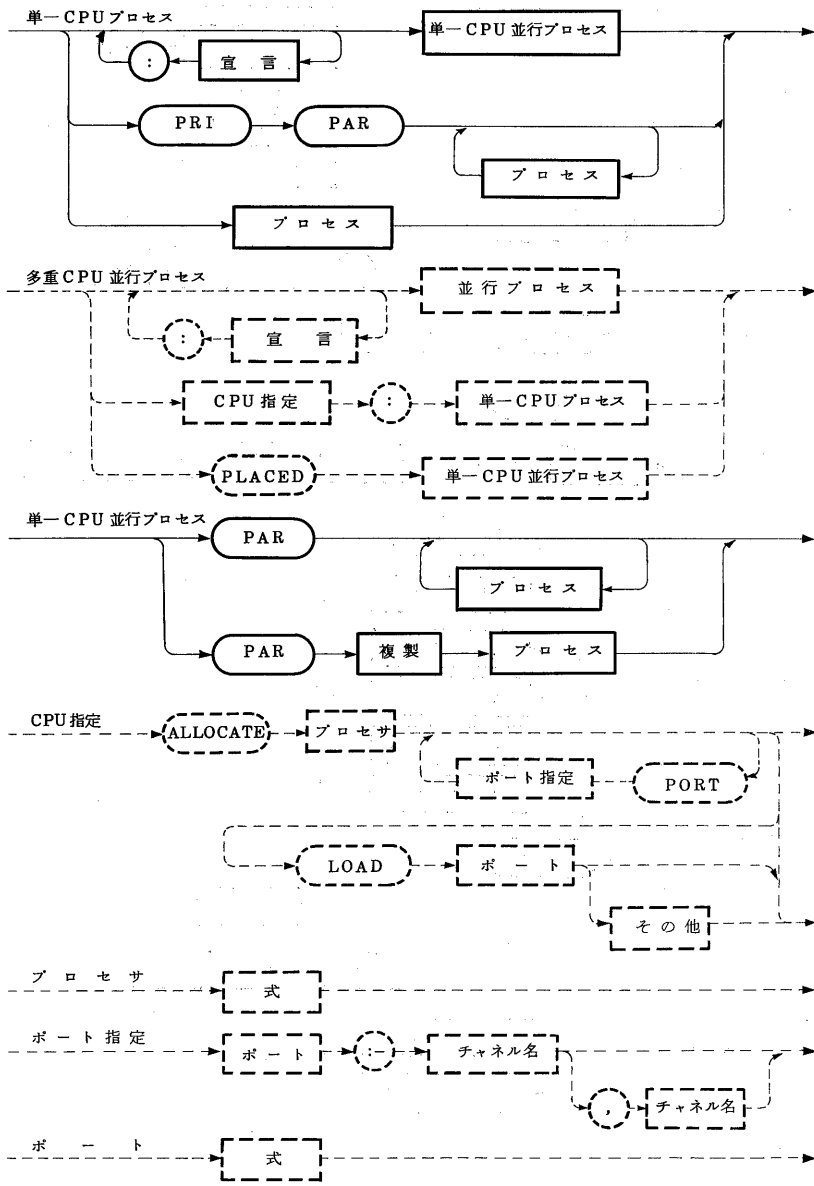 単一CPUプロセス
単一CPU並行プロセス
: 宣言
PRI PAR
プロセス
プロセス
多重CPU並行プロセス
並行プロセス
: 宣言
CPU指定 : 単一CPUプロセス
PLACED 単一CPU並行プロセス
単一CPU並行プロセス
PAR
プロセス
PAR 複製 プロセス
CPU指定
ALLOCATE プロセサ
ポート指定 PORT
LOAD ポート
その他
プロセサ
式
ポート指定
ポート :- チャネル名
, チャネル名
ポート
式